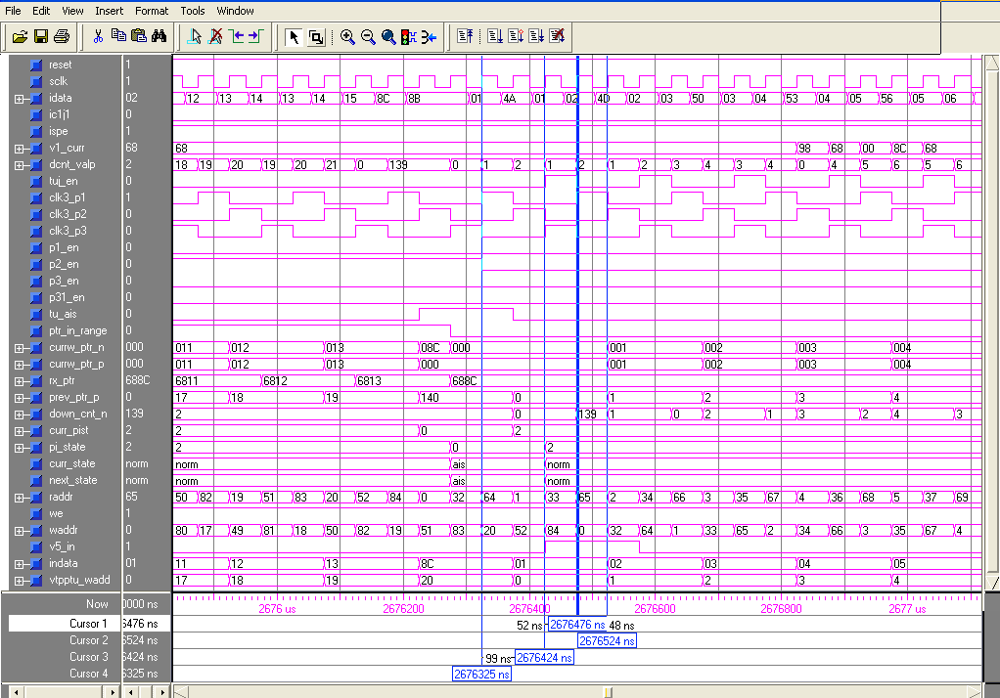 File Edit View Insert Format Tools Window
reset 1
sclk 1
idata 02 12 13 14 13 14 15 8C 8B 01 4A 01 02 4D 02 03 50 03 04 53 04 05 56 05 06
ic1j1 0
ispe 1
v1_curr 68 68 98 68 00 8C 68
dcnt_valp 2 18 19 20 19 20 21 0 139 0 1 2 1 2 1 2 3 4 3 4 0 4 5 6 5 6
tuj_en 0
clk3_p1 1
clk3_p2 0
clk3_p3 0
p1_en 0
p2_en 0
p3_en 0
p31_en 0
tu_ais 0
ptr_in_range 0
currw_ptr_n 000 011 012 013 08C 000 001 002 003 004
currw_ptr_p 000 011 012 013 000 001 002 003 004
rx_ptr 688C 6811 6812 6813 688C
prev_ptr_p 0 17 18 19 140 0 1 2 3 4
down_cnt_n 139 2 0 139 1 0 2 1 3 2 4 3
curr_pist 2 2 0 2
pi_state 2 2 0 2
curr_state norm norm ais norm
next_state norm norm ais norm
raddr 65 50 82 19 51 83 20 52 84 0 32 64 1 33 65 2 34 66 3 35 67 4 36 68 5 37 69
we 1
waddr 0 80 17 49 81 18 50 82 19 51 83 20 52 84 0 32 64 1 33 65 2 34 66 3 35 67 4
v5_in 1
indata 01 11 12 13 8C 01 02 03 04 05
vtpptu_wadd 0 17 18 19 20 0 1 2 3 4
Now 0000 ns 2676 us 2676200 2676400 2676600 2676800 2677 us
Cursor 1 6476 ns 52 ns 2676476 ns 48 ns
Cursor 2 6524 ns 2676524 ns
Cursor 3 6424 ns 99 ns 2676424 ns
Cursor 4 6325 ns 2676325 ns